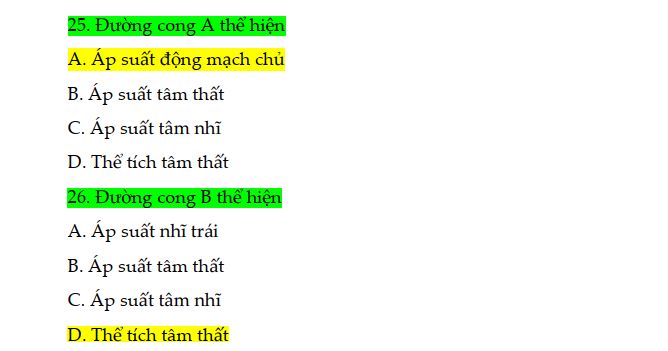 25. Đường cong A thể hiện
A. Áp suất động mạch chủ
B. Áp suất tâm thất
C. Áp suất tâm nhĩ
D. Thể tích tâm thất
26. Đường cong B thể hiện
A. Áp suất nhĩ trái
B. Áp suất tâm thất
C. Áp suất tâm nhĩ
D. Thể tích tâm thất